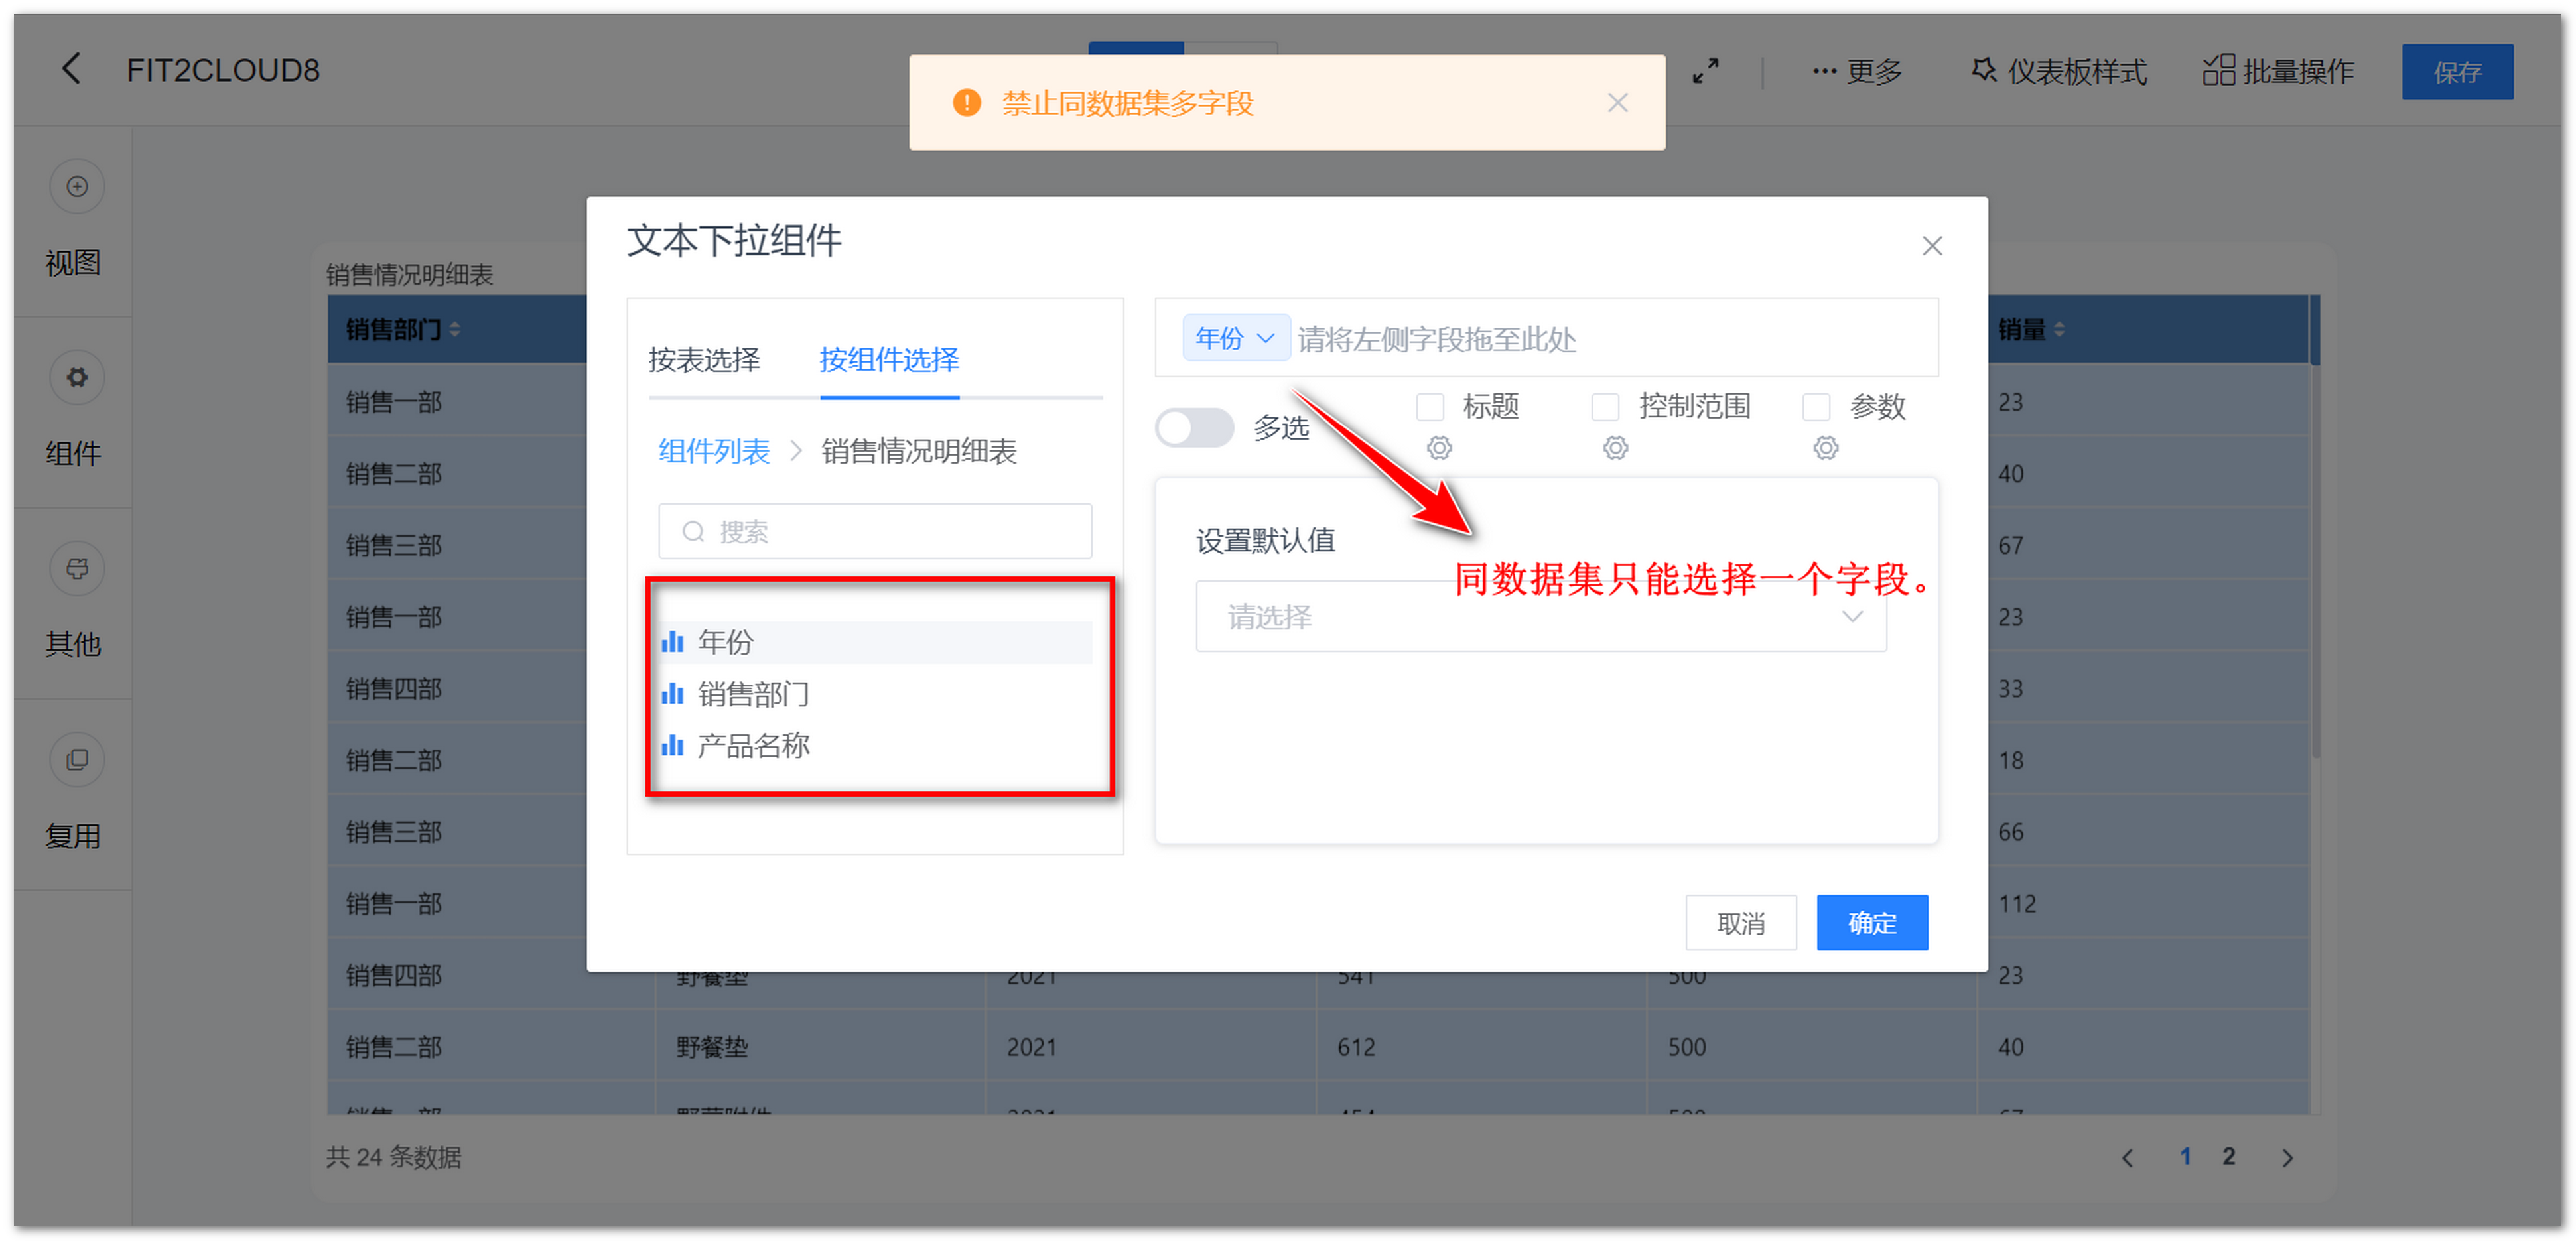 FIT2CLOUD8
更多
仪表板样式
批量操作
保存
禁止同数据集多字段
视图
组件
其他
复用
文本下拉组件
按表选择
按组件选择
组件列表 > 销售情况明细表
搜索
年份
销售部门
产品名称
年份 请将左侧字段拖至此处
多选
标题
控制范围
参数
设置默认值
同数据集只能选择一个字段。
请选择
取消
确定
销售情况明细表
销售部门 销量
销售一部 23
销售二部 40
销售三部 67
销售一部 23
销售四部 33
销售二部 18
销售三部 66
销售一部 112
销售四部 野餐垫 2021 541 500 23
销售二部 野餐垫 2021 612 500 40
共 24 条数据
1 2